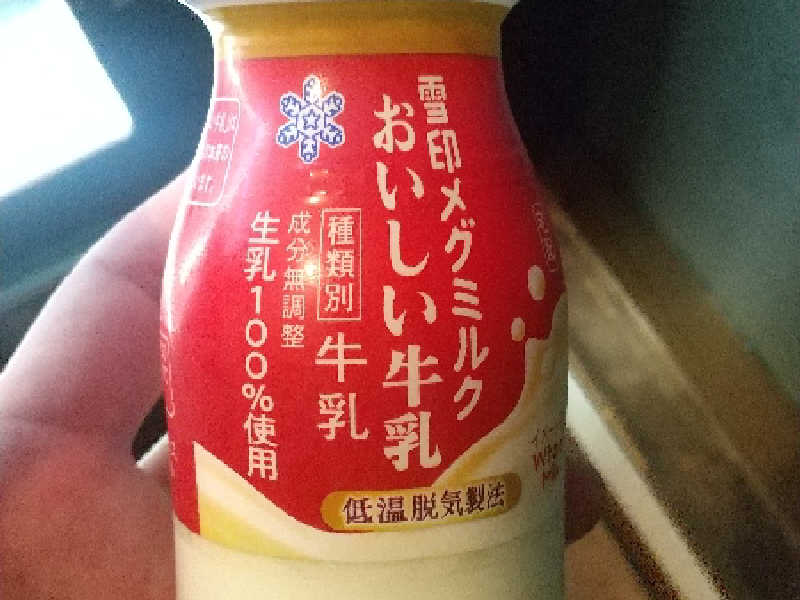 雪印メグミルク
おいしい牛乳
種類別
牛乳
成分無調整
生乳100%使用
低温脱気製法